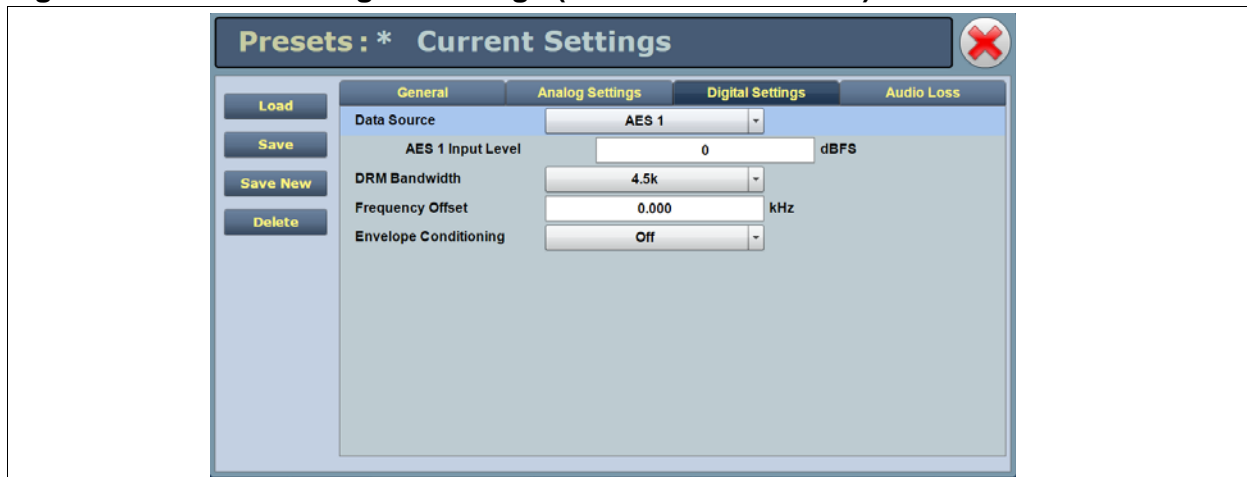 Presets:* Current Settings
Load
Save
Save New
Delete
General Analog Settings Digital Settings Audio Loss
Data Source AES 1
AES 1 Input Level 0 dBFS
DRM Bandwidth 4.5k
Frequency Offset 0.000 kHz
Envelope Conditioning Off